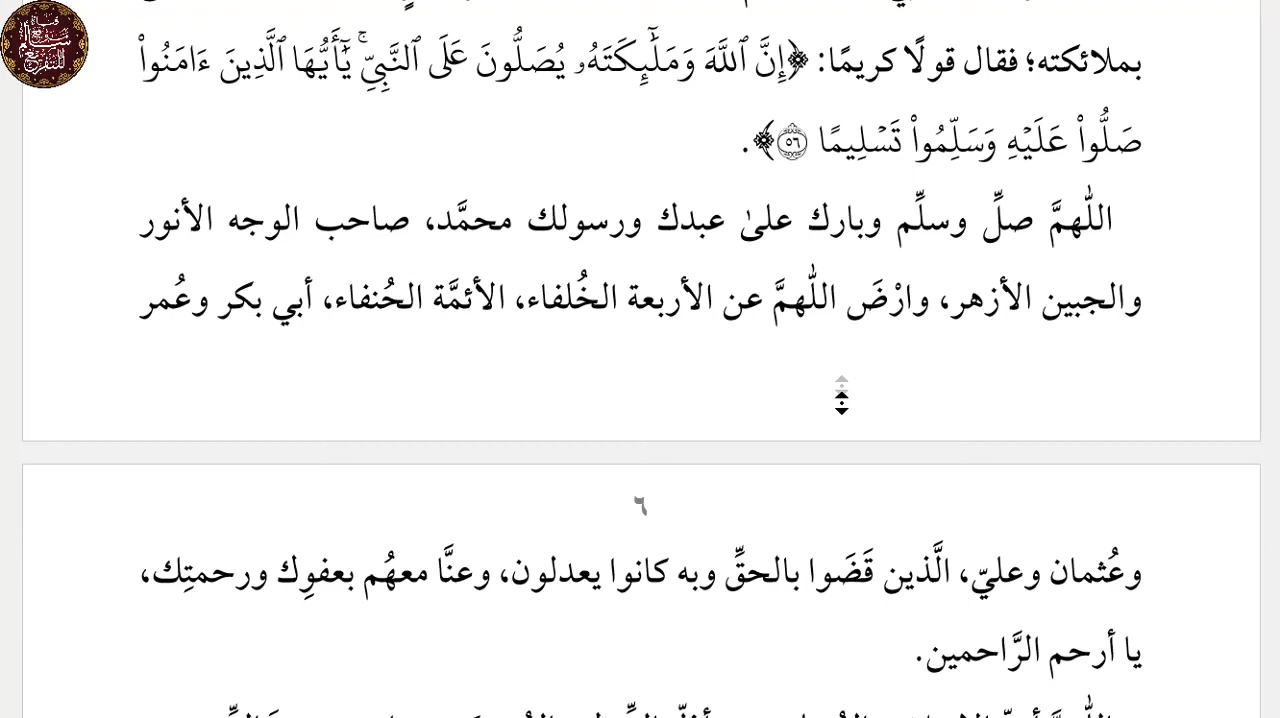 بملائكته؛ فقال قولًا كريمًا: ﴿إِنَّ ٱللَّهَ وَمَلَٰٓئِكَتَهُۥ يُصَلُّونَ عَلَى ٱلنَّبِيِّۚ يَٰٓأَيُّهَا ٱلَّذِينَ ءَامَنُوا۟
صَلُّوا۟ عَلَيْهِ وَسَلِّمُوا۟ تَسْلِيمًا ٥٦﴾.
اللّٰهمَّ صلِّ وسلِّم وبارك علىٰ عبدك ورسولك محمَّد، صاحب الوجه الأنور
والجبين الأزهر، وارْضَ اللّٰهمَّ عن الأربعة الخُلفاء، الأئمَّة الحُنفاء، أبي بكر وعُمر
٦
وعُثمان وعليّ، الَّذين قَضَوا بالحقِّ وبه كانوا يعدلون، وعنَّا معهُم بعفوِك ورحمتِك،
يا أرحم الرَّاحمين.